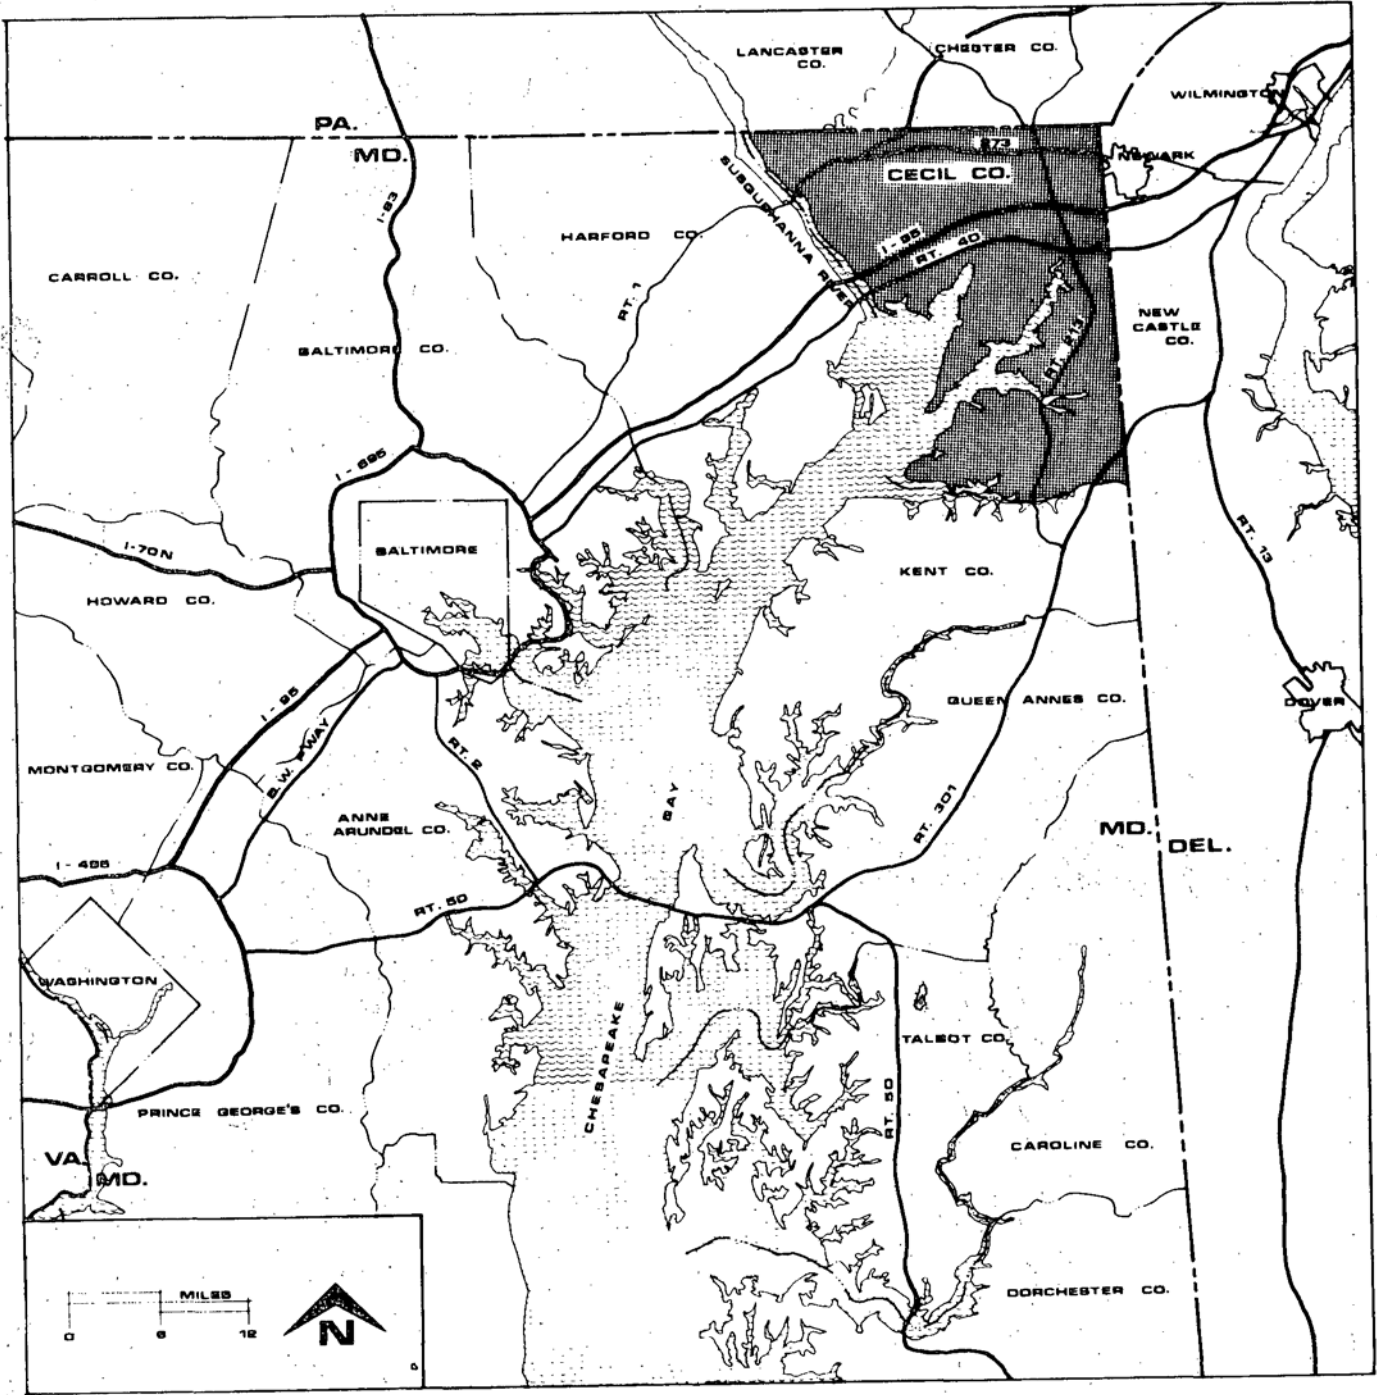 LANCASTER
CO.
CHESTER CO.
WILMINGTON
PA.
MD.
273
NEWARK
CECIL CO.
SUSQUEHANNA RIVER
I-83
HARFORD CO.
I-95
RT. 40
CARROLL CO.
RT. 1
NEW
CASTLE
CO.
RT. 213
BALTIMORE CO.
I-695
RT. 13
I-70N
BALTIMORE
KENT CO.
HOWARD CO.
I-95
QUEEN ANNES CO.
DOVER
B.W. P'WAY
RT. 2
MONTGOMERY CO.
BAY
RT. 301
ANNE
ARUNDEL CO.
MD.
DEL.
I-495
RT. 50
WASHINGTON
CHESAPEAKE
TALBOT CO.
RT. 50
PRINCE GEORGE'S CO.
CAROLINE CO.
VA.
MD.
DORCHESTER CO.
MILES
0 6 12
N